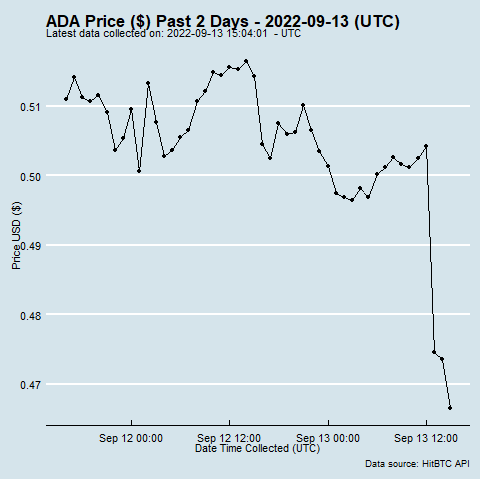 ADA Price ($) Past 2 Days - 2022-09-13 (UTC)
Latest data collected on: 2022-09-13 15:04:01 - UTC
0.51
0.50
0.49
0.48
0.47
Price USD ($)
Sep 12 00:00 Sep 12 12:00 Sep 13 00:00 Sep 13 12:00
Date Time Collected (UTC)
Data source: HitBTC API